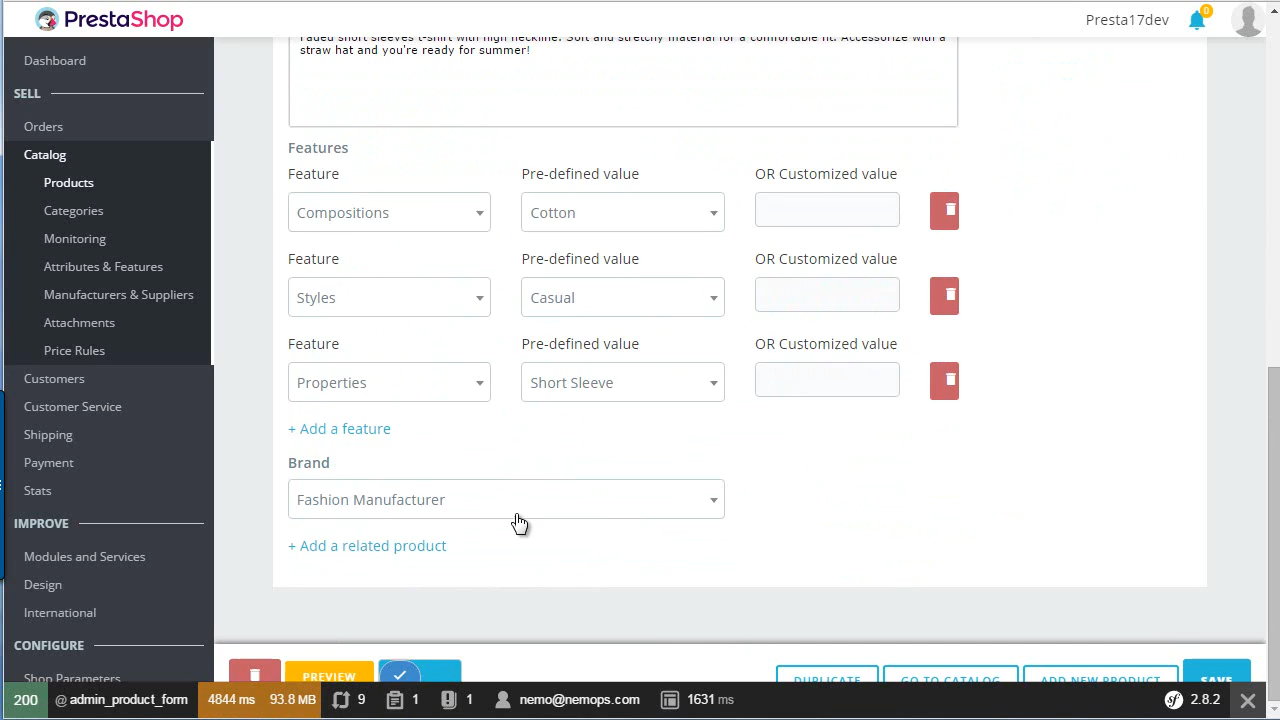 PrestaShop
Presta17dev
0
Faded short sleeves t-shirt with high neckline. Soft and stretchy material for a comfortable fit. Accessorize with a
straw hat and you're ready for summer!
Dashboard
SELL
Orders
Catalog
Products
Categories
Monitoring
Attributes & Features
Manufacturers & Suppliers
Attachments
Price Rules
Customers
Customer Service
Shipping
Payment
Stats
IMPROVE
Modules and Services
Design
International
CONFIGURE
Shop Parameters
Features
Feature Pre-defined value OR Customized value
Compositions Cotton
Feature Pre-defined value OR Customized value
Styles Casual
Feature Pre-defined value OR Customized value
Properties Short Sleeve
+ Add a feature
Brand
Fashion Manufacturer
+ Add a related product
PREVIEW DUPLICATE GO TO CATALOG ADD NEW PRODUCT SAVE
200 @ admin_product_form 4844 ms 93.8 MB 9 1 1 nemo@nemops.com 1631 ms sf 2.8.2